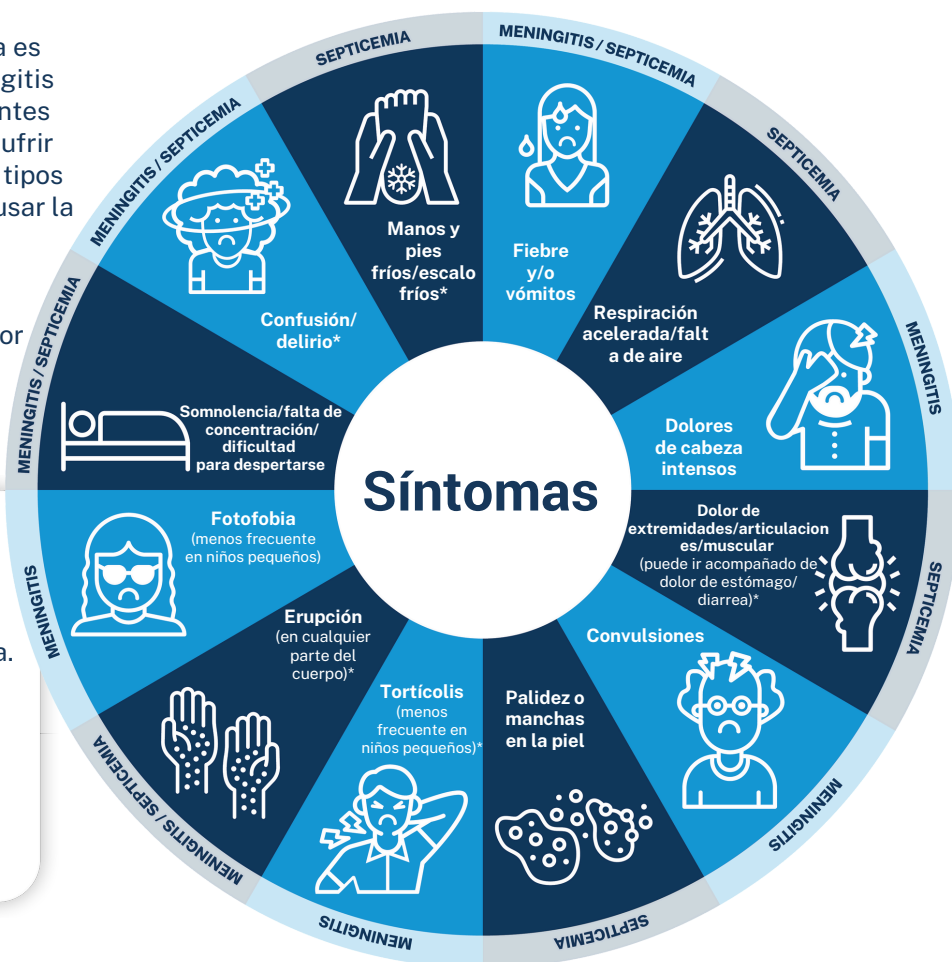 a es
gitis
ntes
ufrir
tipos
usar la
or
a.
Síntomas
MENINGITIS / SEPTICEMIA
Fiebre
y/o
vómitos
SEPTICEMIA
Respiración
acelerada/falt
a de aire
MENINGITIS
Dolores
de cabeza
intensos
SEPTICEMIA
Dolor de
extremidades/articulacion
es/muscular
(puede ir acompañado de
dolor de estómago/
diarrea)*
MENINGITIS
Convulsiones
SEPTICEMIA
Palidez o
manchas
en la piel
MENINGITIS
Tortícolis
(menos
frecuente en
niños pequeños)*
MENINGITIS / SEPTICEMIA
Erupción
(en cualquier
parte del
cuerpo)*
MENINGITIS
Fotofobia
(menos frecuente
en niños pequeños)
MENINGITIS / SEPTICEMIA
Somnolencia/falta de
concentración/
dificultad
para despertarse
MENINGITIS / SEPTICEMIA
Confusión/
delirio*
SEPTICEMIA
Manos y
pies
fríos/escalo
fríos*